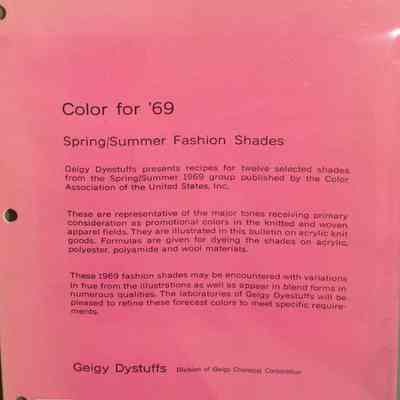 Color for '69
Spring/Summer Fashion Shades
Geigy Dyestuffs presents recipes for twelve selected shades
from the Spring/Summer 1969 group published by the Color
Association of the United States, Inc.
These are representative of the major tones receiving primary
consideration as promotional colors in the knitted and woven
apparel fields. They are illustrated in this bulletin on acrylic knit
goods. Formulas are given for dyeing the shades on acrylic,
polyester, polyamide and wool materials.
These 1969 fashion shades may be encountered with variations
in hue from the illustrations as well as appear in blend forms in
numerous qualities. The laboratories of Geigy Dyestuffs will be
pleased to refine these forecast colors to meet specific require-
ments.
Geigy Dystuffs Division of Geigy Chemical Corporation